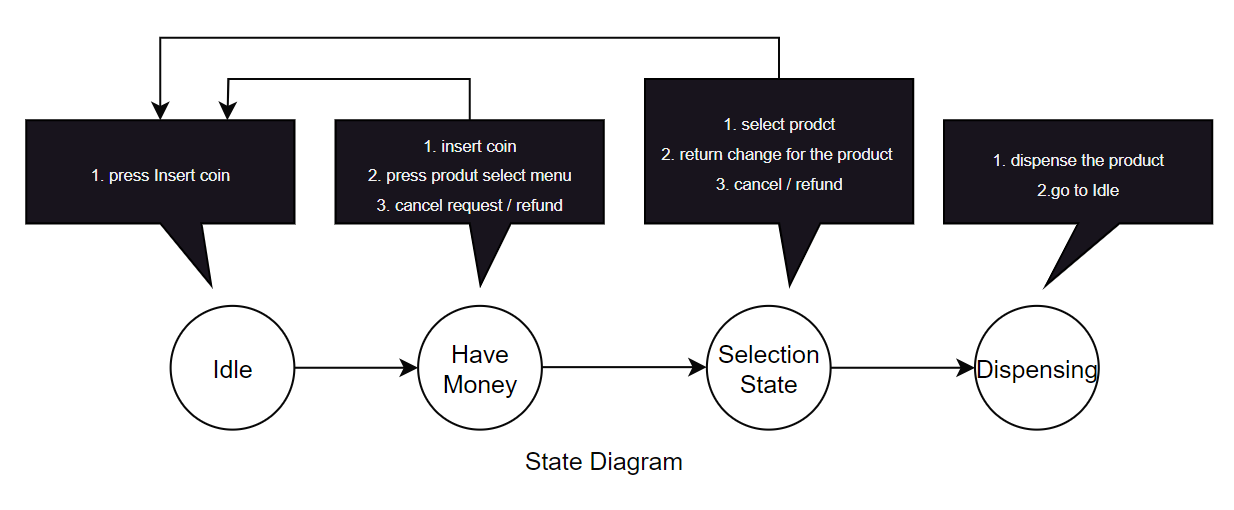 1. press Insert coin
1. insert coin
2. press produt select menu
3. cancel request / refund
1. select prodct
2. return change for the product
3. cancel / refund
1. dispense the product
2.go to Idle
Idle
Have
Money
Selection
State
Dispensing
State Diagram